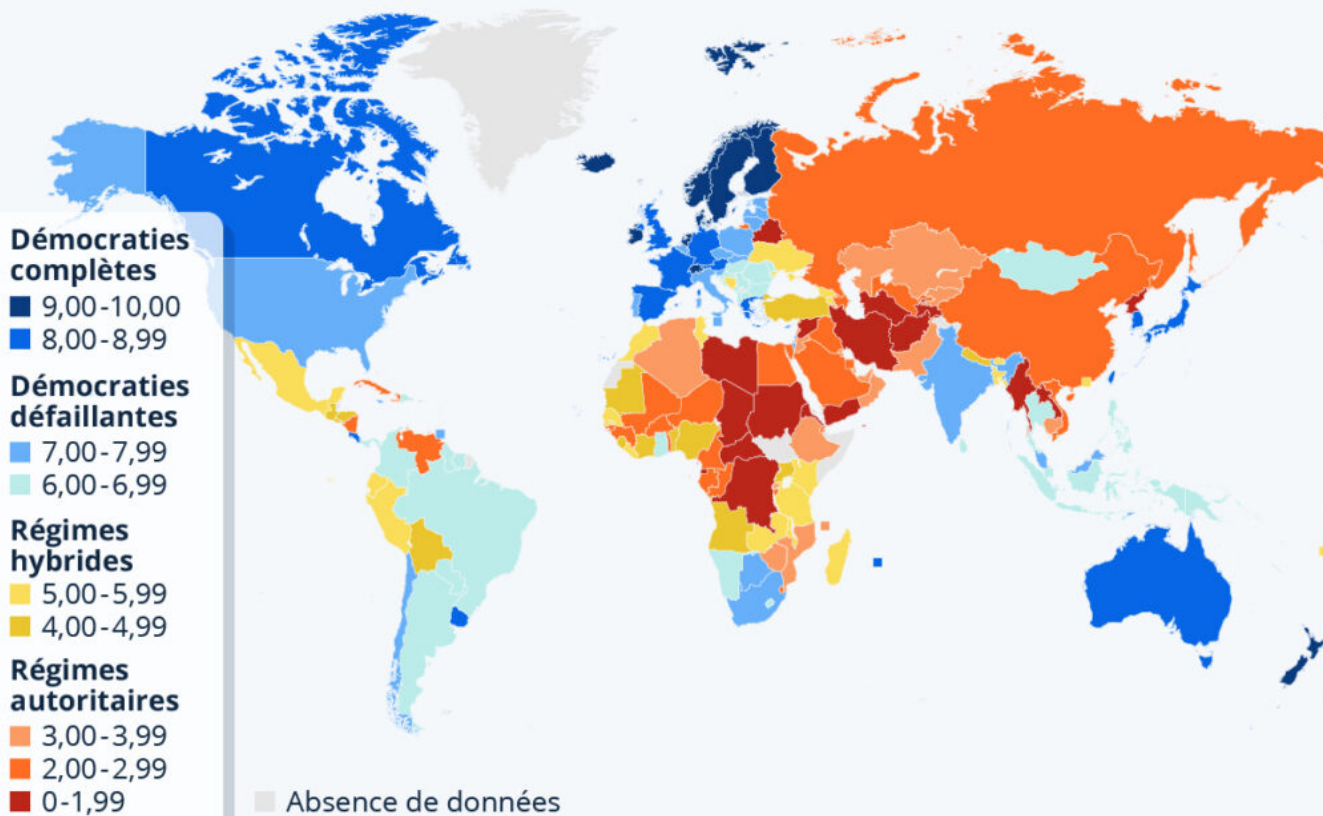 Démocraties
complètes
9,00-10,00
8,00-8,99
Démocraties
défaillantes
7,00-7,99
6,00-6,99
Régimes
hybrides
5,00-5,99
4,00-4,99
Régimes
autoritaires
3,00-3,99
2,00-2,99
0-1,99
Absence de données